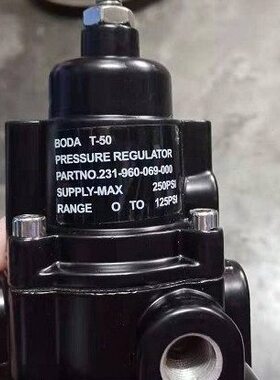 BODA T-50
PRESSURE REGULATOR
PARTNO.231-960-069-000
SUPPLY-MAX 250PSI
RANGE O TO 125PSI